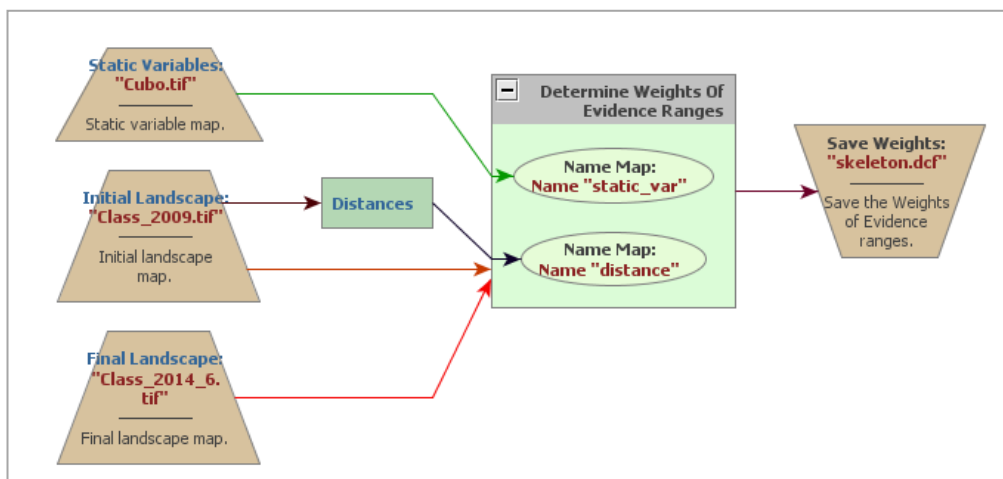 Static Variables:
"Cubo.tif"
Static variable map.
Initial Landscape:
"Class_2009.tif"
Initial landscape
map.
Final Landscape:
"Class_2014_6.
tif"
Final landscape map.
Distances
Determine Weights Of
Evidence Ranges
Name Map:
Name "static_var"
Name Map:
Name "distance"
Save Weights:
"skeleton.dcf"
Save the Weights
of Evidence
ranges.